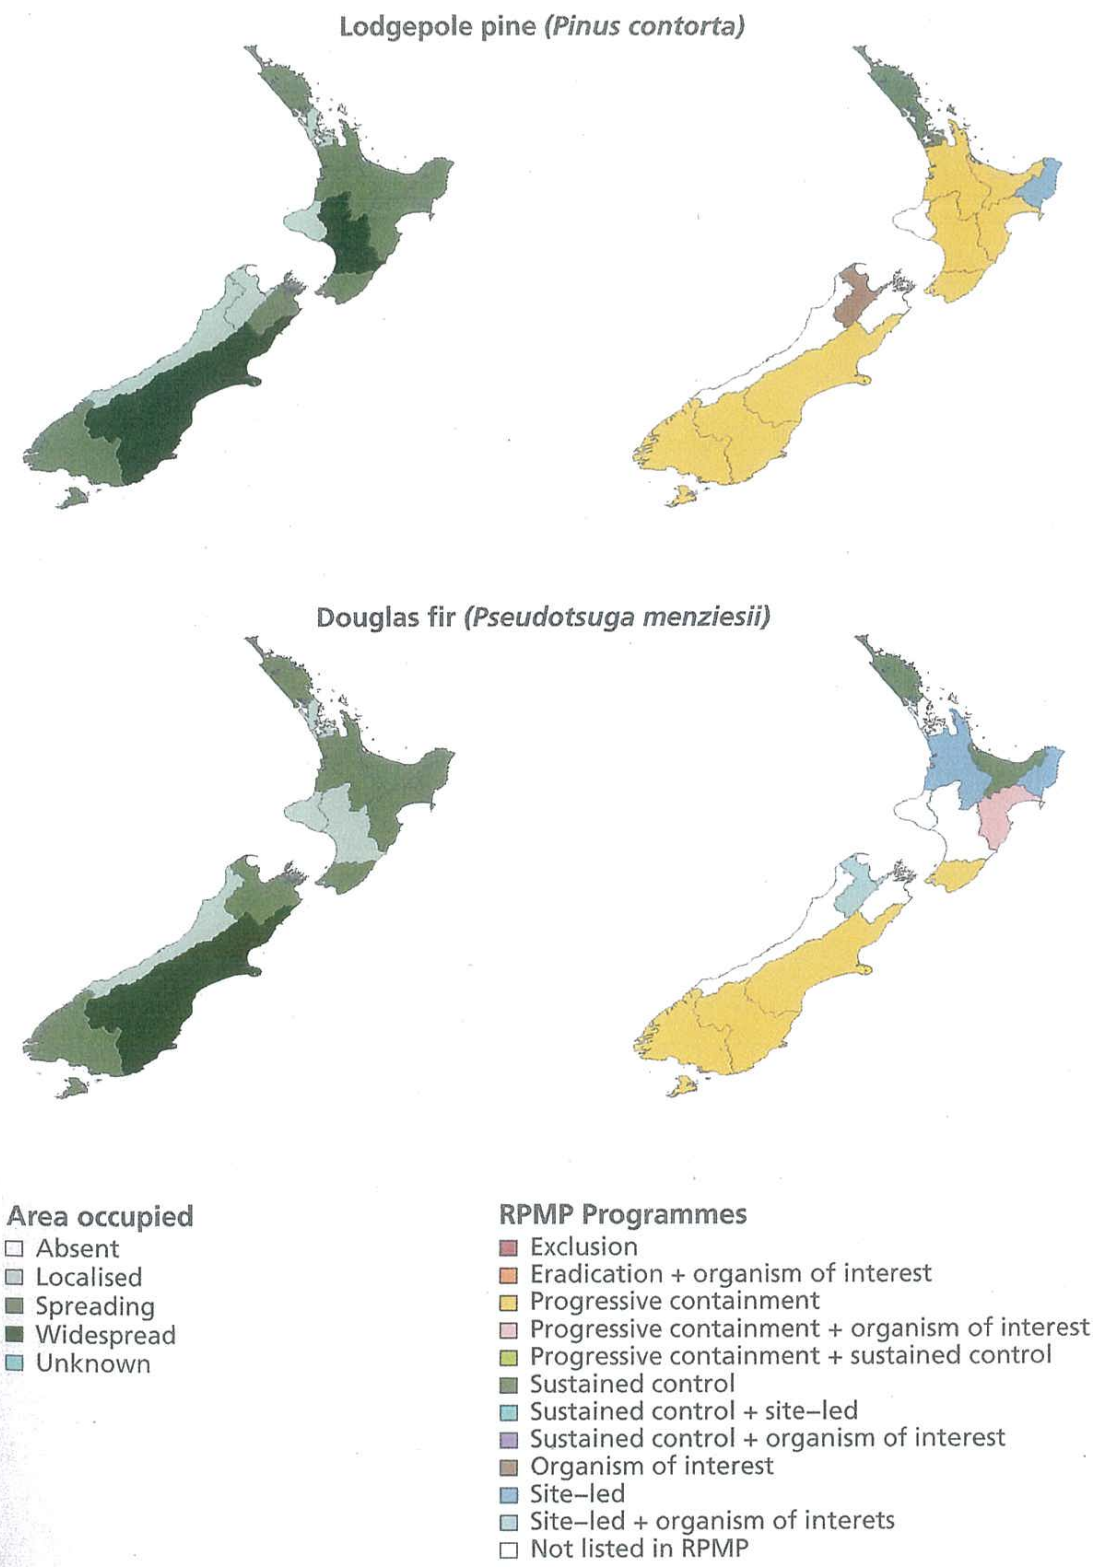 Lodgepole pine (Pinus contorta)
Douglas fir (Pseudotsuga menziesii)
Area occupied
Absent
Localised
Spreading
Widespread
Unknown
RPMP Programmes
Exclusion
Eradication + organism of interest
Progressive containment
Progressive containment + organism of interest
Progressive containment + sustained control
Sustained control
Sustained control + site–led
Sustained control + organism of interest
Organism of interest
Site–led
Site–led + organism of interets
Not listed in RPMP